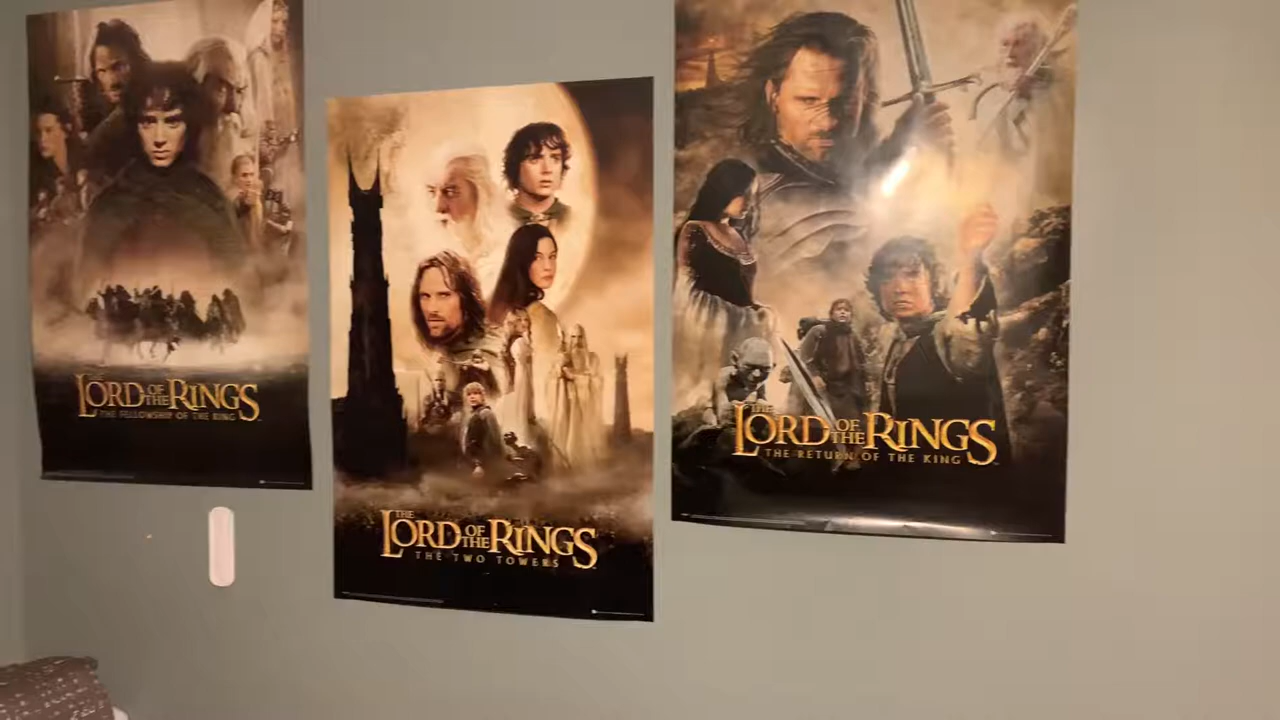 THE
LORD OF THE RINGS
THE FELLOWSHIP OF THE RING
THE
LORD OF THE RINGS
THE TWO TOWERS
THE
LORD OF THE RINGS
THE RETURN OF THE KING